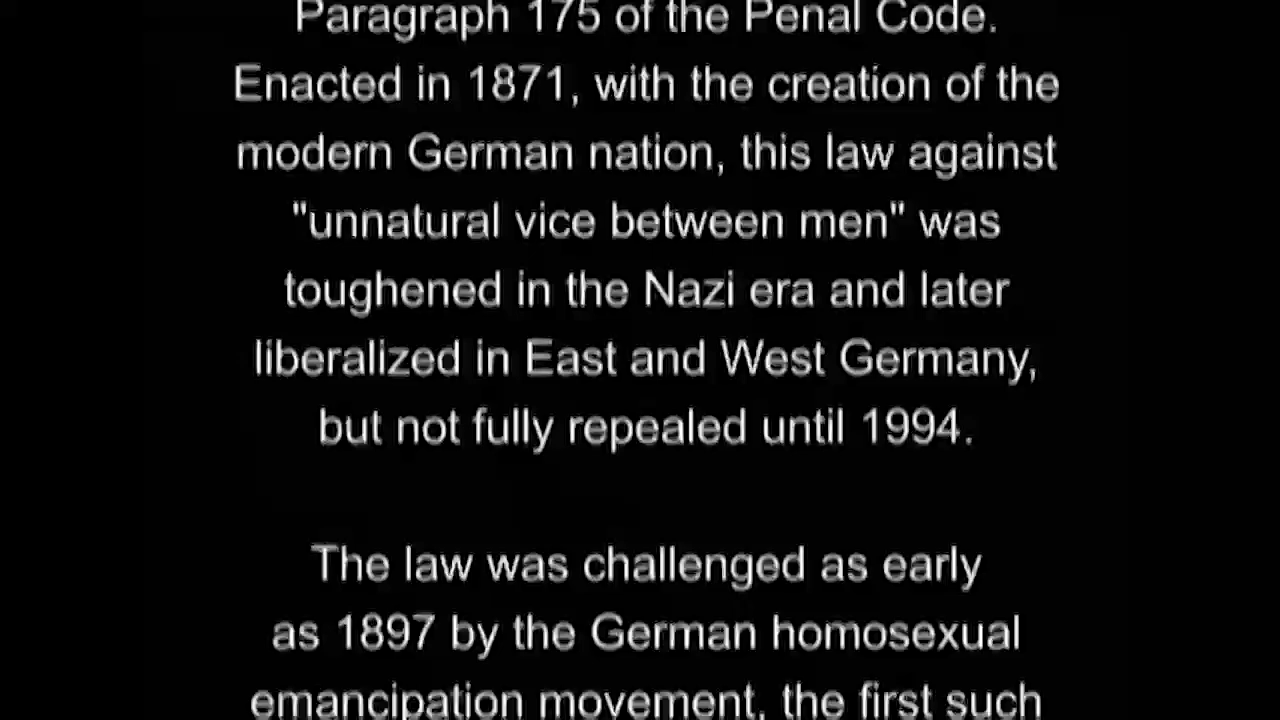 Paragraph 175 of the Penal Code.
Enacted in 1871, with the creation of the
modern German nation, this law against
"unnatural vice between men" was
toughened in the Nazi era and later
liberalized in East and West Germany,
but not fully repealed until 1994.
The law was challenged as early
as 1897 by the German homosexual
emancipation movement, the first such